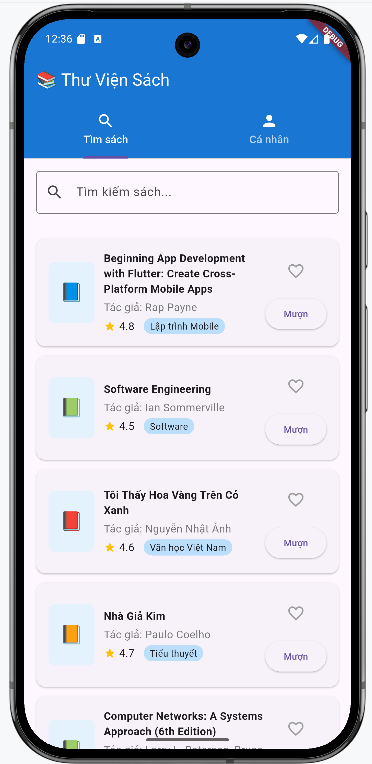 12:36
DEBUG
Thư Viện Sách
Tìm sách
Cá nhân
Tìm kiếm sách...
Beginning App Development
with Flutter: Create Cross-
Platform Mobile Apps
Tác giả: Rap Payne
4.8 Lập trình Mobile
Mượn
Software Engineering
Tác giả: Ian Sommerville
4.5 Software
Mượn
Tôi Thấy Hoa Vàng Trên Cỏ
Xanh
Tác giả: Nguyễn Nhật Ánh
4.6 Văn học Việt Nam
Mượn
Nhà Giả Kim
Tác giả: Paulo Coelho
4.7 Tiểu thuyết
Mượn
Computer Networks: A Systems
Approach (6th Edition)